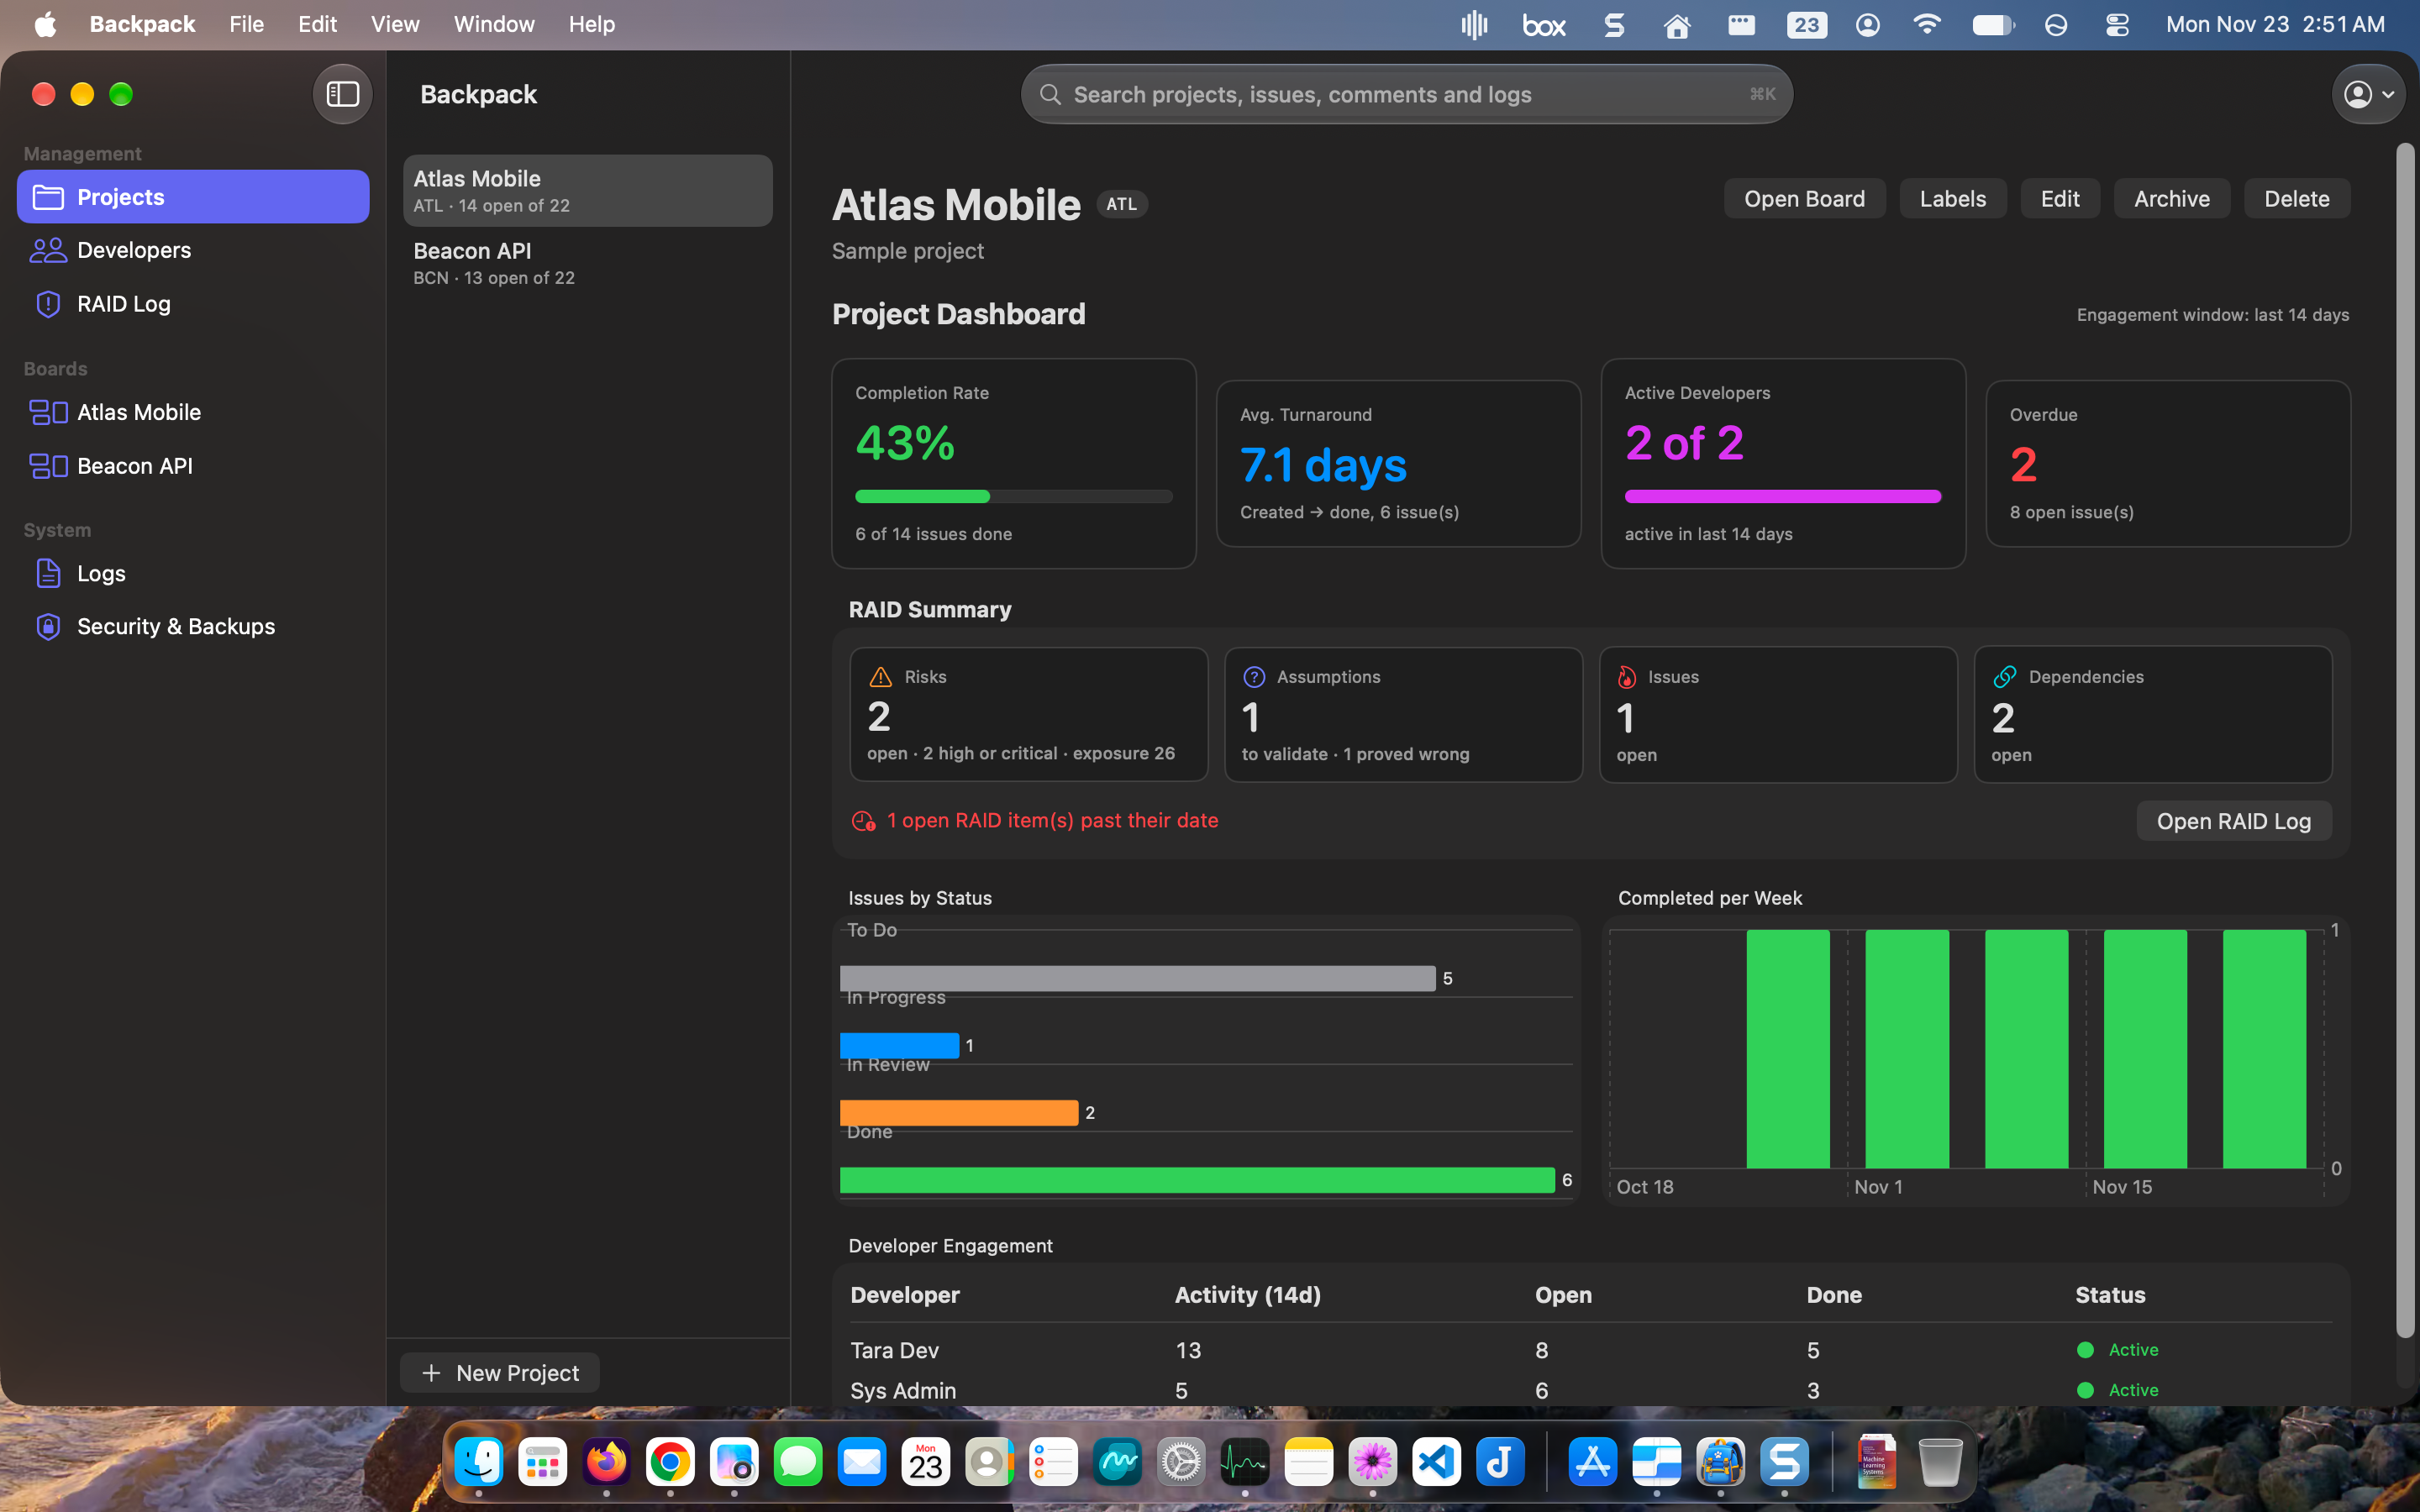 Backpack File Edit View Window Help box 23 Mon Nov 23 2:51 AM
Backpack
Search projects, issues, comments and logs ⌘K
Management
Projects
Developers
RAID Log
Boards
Atlas Mobile
Beacon API
System
Logs
Security & Backups
Atlas Mobile
ATL · 14 open of 22
Beacon API
BCN · 13 open of 22
+ New Project
Atlas Mobile ATL
Open Board Labels Edit Archive Delete
Sample project
Project Dashboard
Engagement window: last 14 days
Completion Rate
43%
6 of 14 issues done
Avg. Turnaround
7.1 days
Created → done, 6 issue(s)
Active Developers
2 of 2
active in last 14 days
Overdue
2
8 open issue(s)
RAID Summary
Risks
2
open · 2 high or critical · exposure 26
Assumptions
1
to validate · 1 proved wrong
Issues
1
open
Dependencies
2
open
1 open RAID item(s) past their date
Open RAID Log
Issues by Status
To Do
5
In Progress
1
In Review
2
Done
6
Completed per Week
1
0
Oct 18 Nov 1 Nov 15
Developer Engagement
Developer Activity (14d) Open Done Status
Tara Dev 13 8 5 Active
Sys Admin 5 6 3 Active
Mon
23
Machine
Learning
Systems